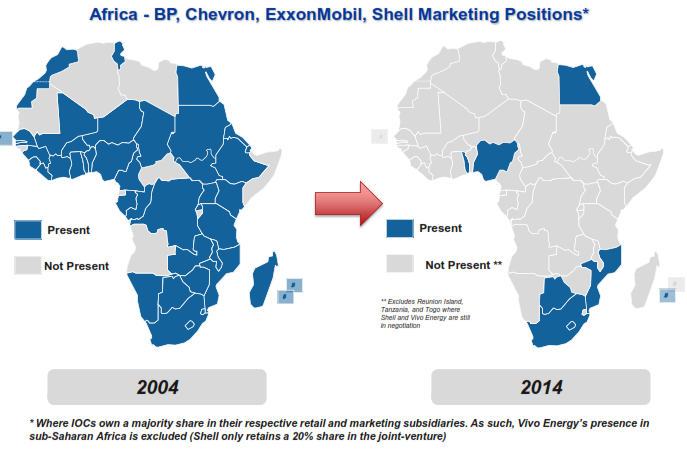 Africa - BP, Chevron, ExxonMobil, Shell Marketing Positions*
Present
Not Present
Present
Not Present **
** Excludes Reunion Island,
Tanzania, and Togo where
Shell and Vivo Energy are still
in negotiation
2004
2014
* Where IOCs own a majority share in their respective retail and marketing subsidiaries. As such, Vivo Energy's presence in
sub-Saharan Africa is excluded (Shell only retains a 20% share in the joint-venture)